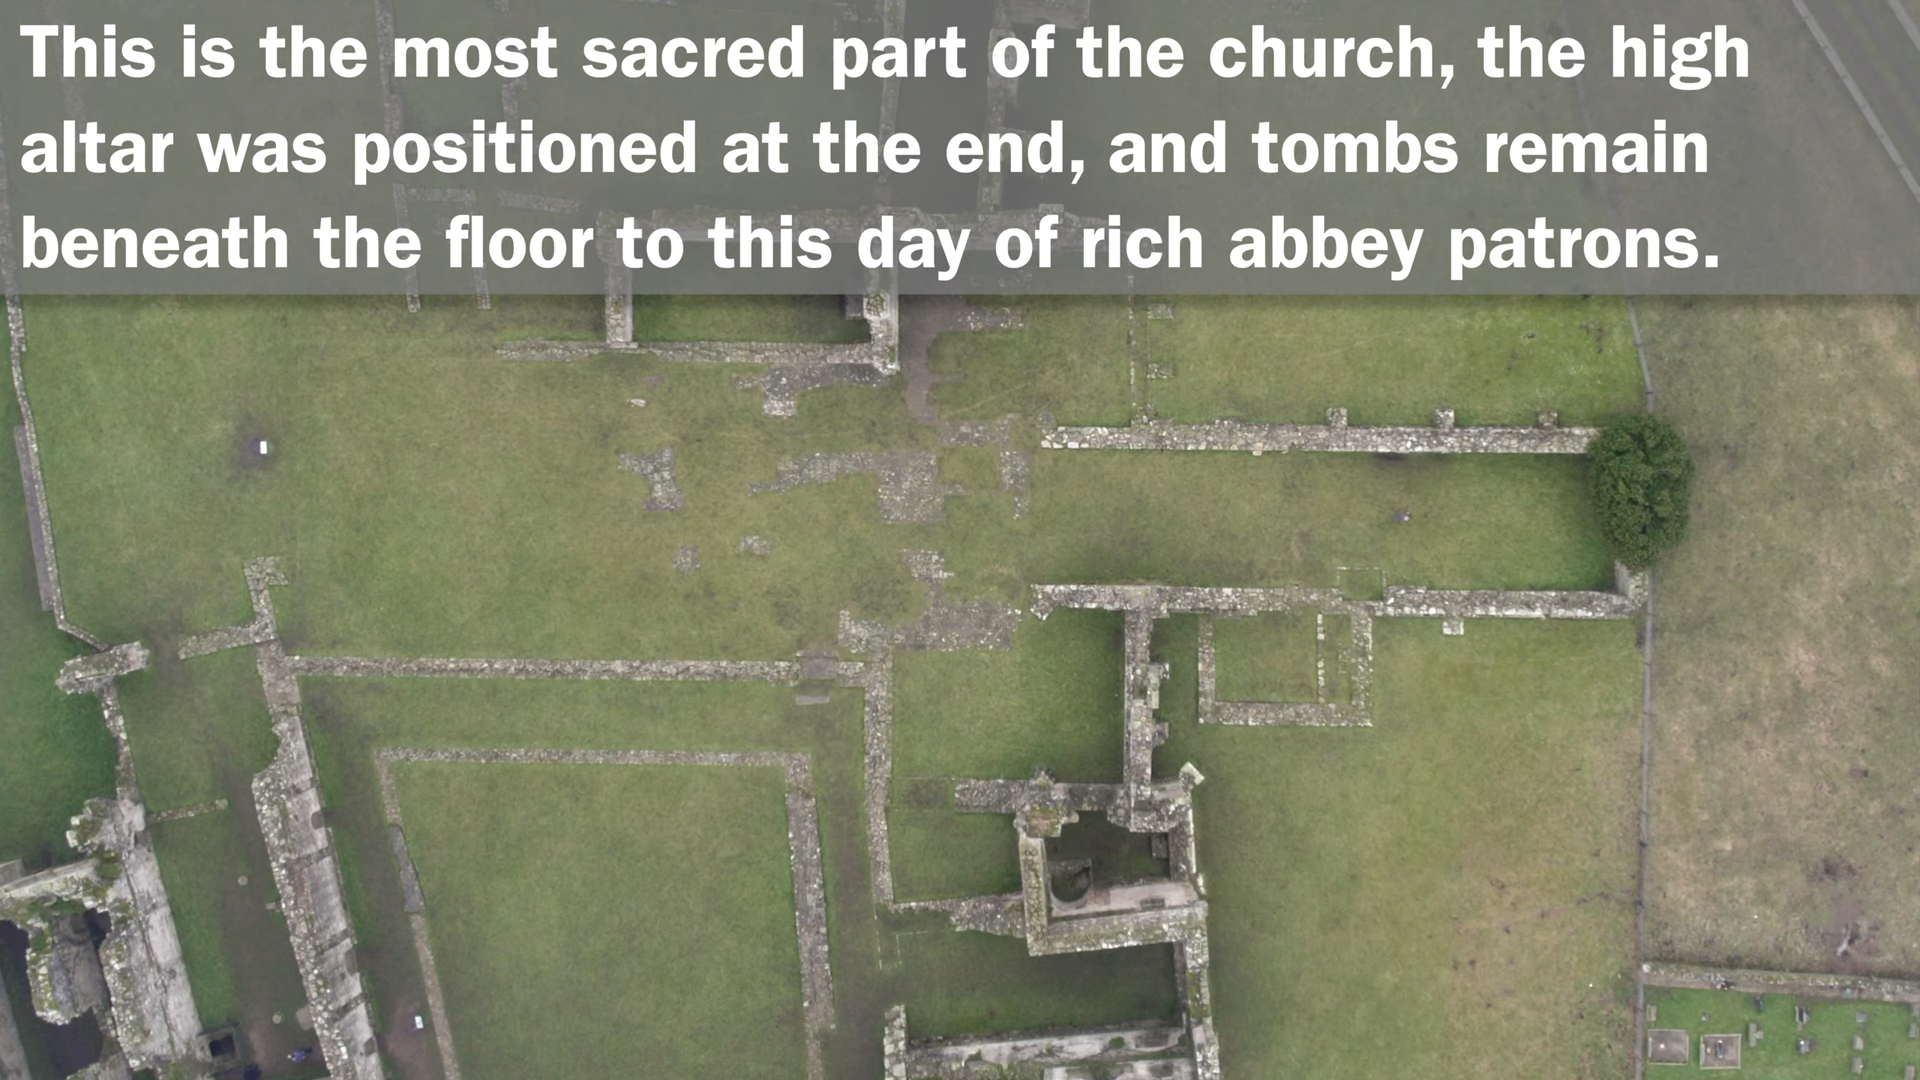 This is the most sacred part of the church, the high
altar was positioned at the end, and tombs remain
beneath the floor to this day of rich abbey patrons.